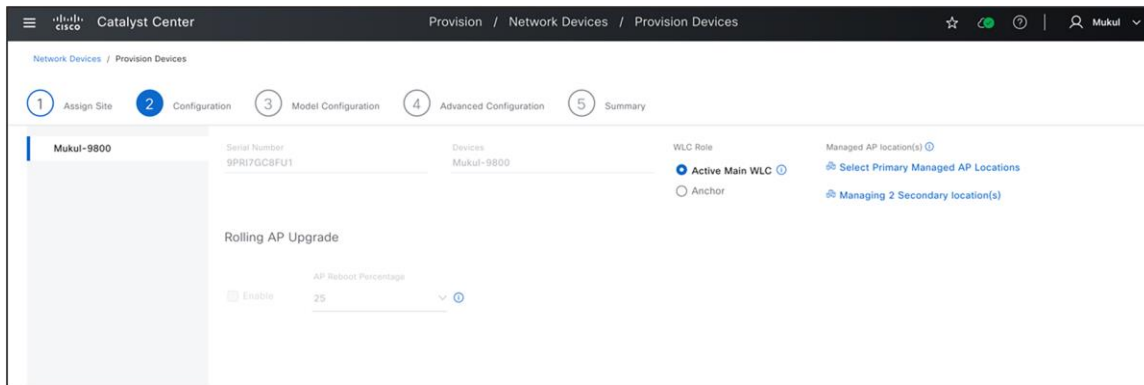 CISCO Catalyst Center Provision / Network Devices / Provision Devices Mukul
Network Devices / Provision Devices
1 Assign Site 2 Configuration 3 Model Configuration 4 Advanced Configuration 5 Summary
Mukul-9800
Serial Number Devices WLC Role Managed AP location(s)
9PRI7GC8FU1 Mukul-9800 Active Main WLC Select Primary Managed AP Locations
Anchor Managing 2 Secondary location(s)
Rolling AP Upgrade
AP Reboot Percentage
Enable 25